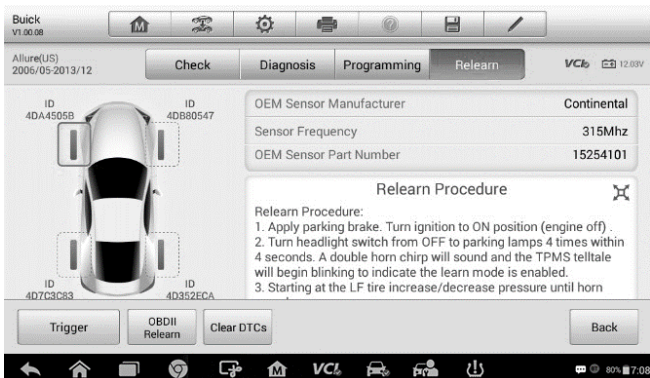 Buick
V1.00.08
Allure(US)
2006/05-2013/12
Check
Diagnosis
Programming
Relearn
VCI
12.03V
ID
4DA4505B
ID
4DB80547
ID
4D7C3C83
ID
4D352ECA
OEM Sensor Manufacturer
Continental
Sensor Frequency
315Mhz
OEM Sensor Part Number
15254101
Relearn Procedure
Relearn Procedure:
1. Apply parking brake. Turn ignition to ON position (engine off) .
2. Turn headlight switch from OFF to parking lamps 4 times within
4 seconds. A double horn chirp will sound and the TPMS telltale
will begin blinking to indicate the learn mode is enabled.
3. Starting at the LF tire increase/decrease pressure until horn
Trigger
OBDII
Relearn
Clear DTCs
Back
VCI
80%
7:08